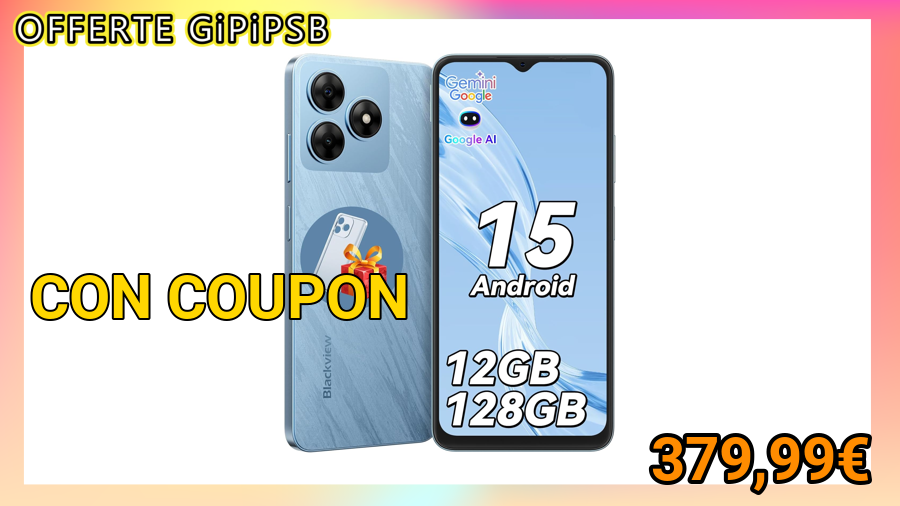 OFFERTE GiPiPSB
Gemini
Google
Google AI
15
Android
CON COUPON
Blackview
12GB
128GB
379,99€